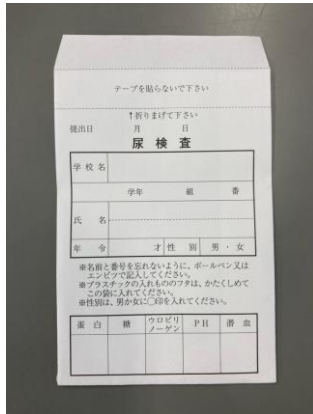 テープを貼らないで下さい
↑折りまげて下さい
提出日　月　日
尿検査
学校名
学年　組　番
氏名
年令　才　性別　男・女
※名前と番号を忘れないように、ボールペン又は
エンピツで記入してください。
※プラスチックの入れもののフタは、かたくしめて
この袋に入れてください。
※性別は、男か女に○印を入れてください。
蛋白　糖　ウロビリ　PH　潜血
ノーゲン